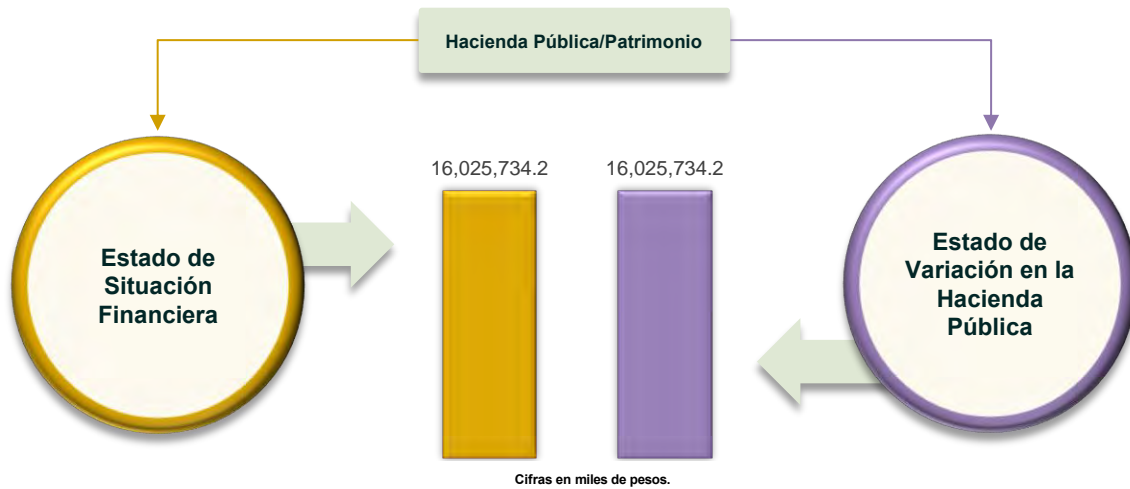 Hacienda Pública/Patrimonio
16,025,734.2
16,025,734.2
Estado de
Situación
Financiera
Estado de
Variación en la
Hacienda
Pública
Cifras en miles de pesos.